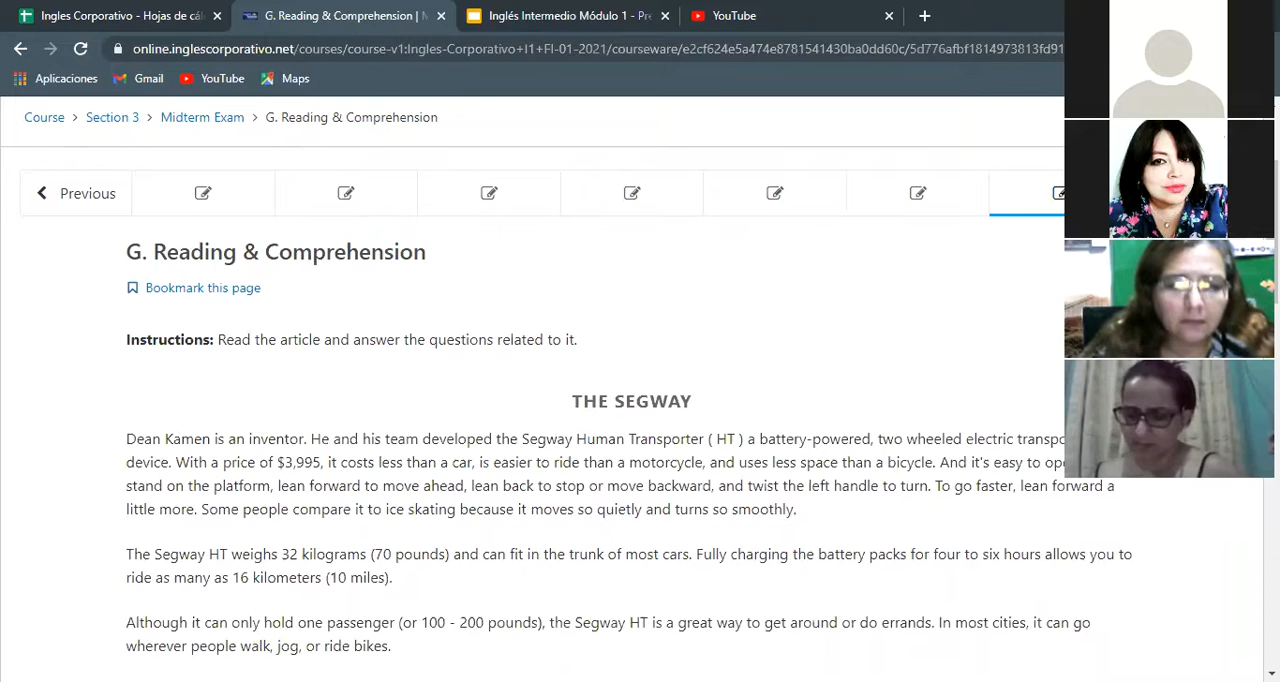 Ingles Corporativo - Hojas de cál
G. Reading & Comprehension | M
Inglés Intermedio Módulo 1 - Pre
YouTube
online.inglescorporativo.net/courses/course-v1:Ingles-Corporativo+I1+FI-01-2021/courseware/e2cf624e5a474e8781541430ba0dd60c/5d776afbf1814973813fd91
Aplicaciones Gmail YouTube Maps
Course > Section 3 > Midterm Exam > G. Reading & Comprehension
Previous
G. Reading & Comprehension
Bookmark this page
Instructions: Read the article and answer the questions related to it.
THE SEGWAY
Dean Kamen is an inventor. He and his team developed the Segway Human Transporter ( HT ) a battery-powered, two wheeled electric transpo
device. With a price of $3,995, it costs less than a car, is easier to ride than a motorcycle, and uses less space than a bicycle. And it's easy to op
stand on the platform, lean forward to move ahead, lean back to stop or move backward, and twist the left handle to turn. To go faster, lean forward a
little more. Some people compare it to ice skating because it moves so quietly and turns so smoothly.
The Segway HT weighs 32 kilograms (70 pounds) and can fit in the trunk of most cars. Fully charging the battery packs for four to six hours allows you to
ride as many as 16 kilometers (10 miles).
Although it can only hold one passenger (or 100 - 200 pounds), the Segway HT is a great way to get around or do errands. In most cities, it can go
wherever people walk, jog, or ride bikes.